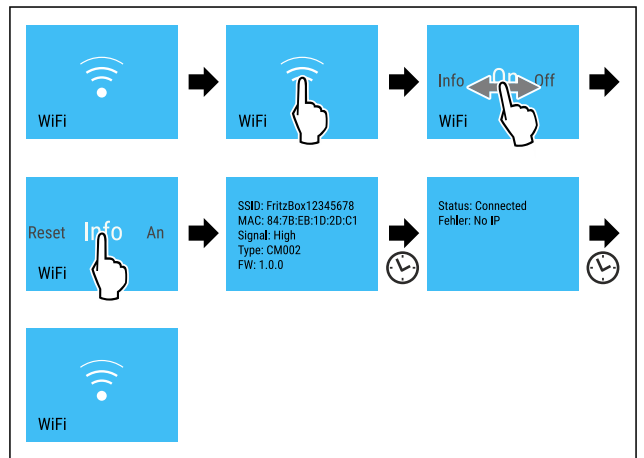 WiFi
WiFi
Info On Off
WiFi
Reset Info An
WiFi
SSID: FritzBox12345678
MAC: 84:7B:EB:1D:2D:C1
Signal: High
Type: CM002
FW: 1.0.0
Status: Connected
Fehler: No IP
WiFi